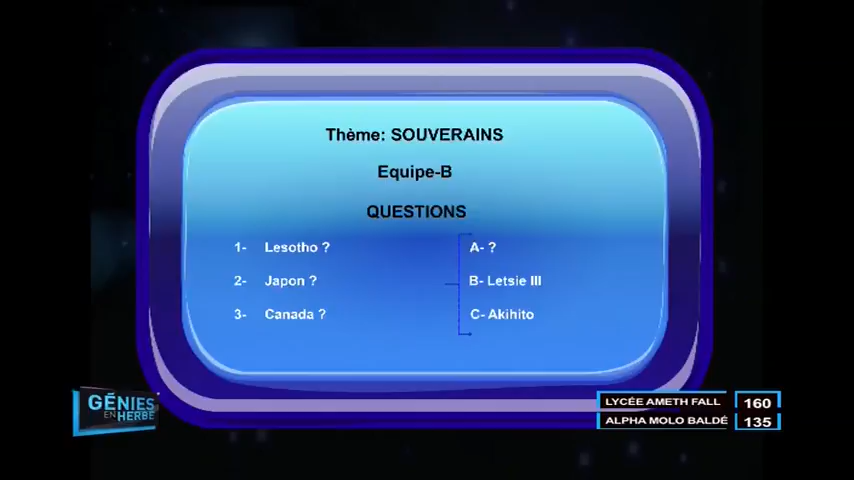 Thème: SOUVERAINS
Equipe-B
QUESTIONS
1- Lesotho ?
A- ?
2- Japon ?
B- Letsie III
3- Canada ?
C- Akihito
GÉNIES
EN HERBE
LYCÉE AMETH FALL 160
ALPHA MOLO BALDÉ 135